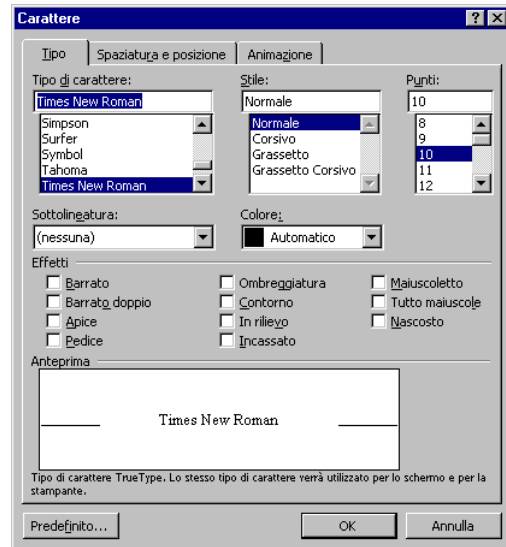 Carattere
Tipo Spaziatura e posizione Animazione
Tipo di carattere: Stile: Punti:
Times New Roman Normale 10
Simpson Normale 8
Surfer Corsivo 9
Symbol Grassetto 10
Tahoma Grassetto Corsivo 11
Times New Roman 12
Sottolineatura: Colore:
(nessuna) Automatico
Effetti
Barrato Ombreggiatura Maiuscoletto
Barrato doppio Contorno Tutto maiuscole
Apice In rilievo Nascosto
Pedice Incassato
Anteprima
Times New Roman
Tipo di carattere TrueType. Lo stesso tipo di carattere verrà utilizzato per lo schermo e per la
stampante.
Predefinito... OK Annulla